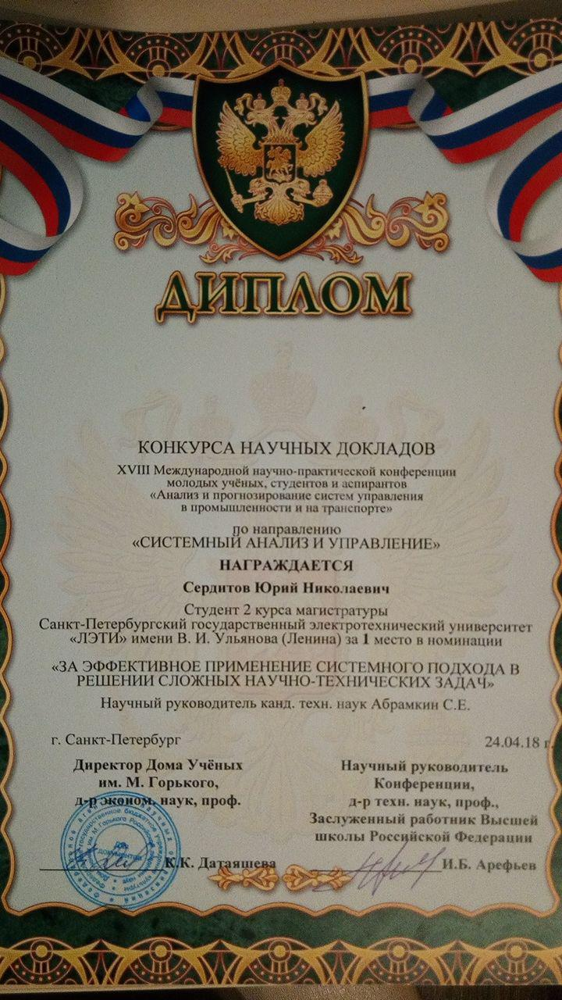 ДИПЛОМ
КОНКУРСА НАУЧНЫХ ДОКЛАДОВ
XVIII Международной научно-практической конференции
молодых учёных, студентов и аспирантов
«Анализ и прогнозирование систем управления
в промышленности и на транспорте»
по направлению
«СИСТЕМНЫЙ АНАЛИЗ И УПРАВЛЕНИЕ»
НАГРАЖДАЕТСЯ
Сердитов Юрий Николаевич
Студент 2 курса магистратуры
Санкт-Петербургский государственный электротехнический университет
«ЛЭТИ» имени В. И. Ульянова (Ленина) за 1 место в номинации
«ЗА ЭФФЕКТИВНОЕ ПРИМЕНЕНИЕ СИСТЕМНОГО ПОДХОДА В
РЕШЕНИИ СЛОЖНЫХ НАУЧНО-ТЕХНИЧЕСКИХ ЗАДАЧ»
Научный руководитель канд. техн. наук Абрамкин С.Е.
г. Санкт-Петербург 24.04.18 г.
Директор Дома Учёных
им. М. Горького,
д-р эконом. наук, проф.
К.К. Датаяшева
Научный руководитель
Конференции,
д-р техн. наук, проф.,
Заслуженный работник Высшей
школы Российской Федерации
И.Б. Арефьев